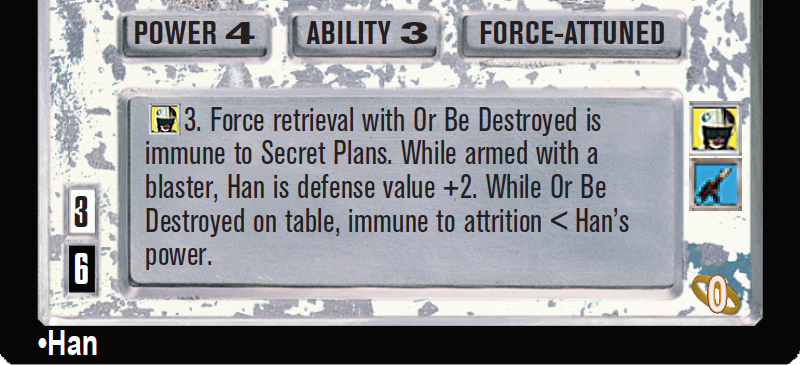 POWER 4 ABILITY 3 FORCE-ATTUNED
3. Force retrieval with Or Be Destroyed is
immune to Secret Plans. While armed with a
blaster, Han is defense value +2. While Or Be
Destroyed on table, immune to attrition < Han's
power.
3
6
0
•Han